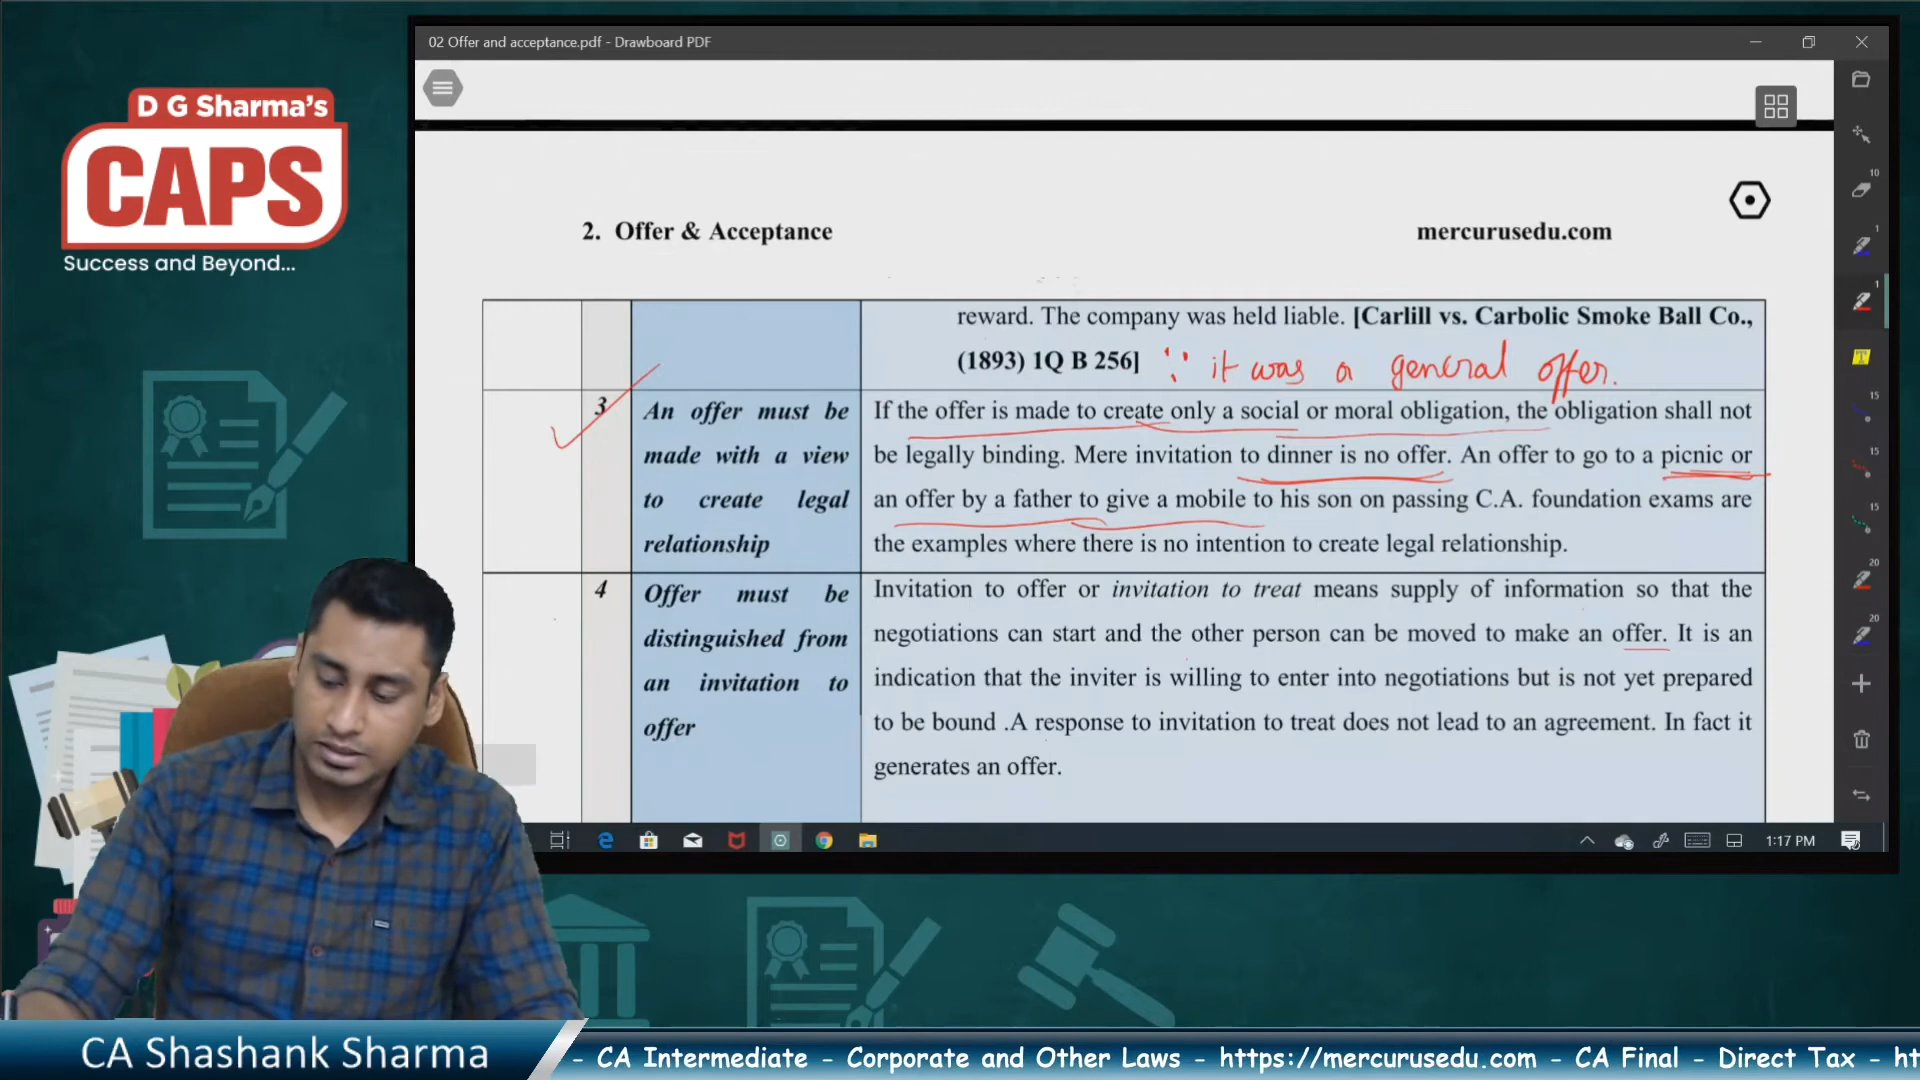 02 Offer and acceptance.pdf - Drawboard PDF
D G Sharma's
CAPS
Success and Beyond...
2. Offer & Acceptance
mercurusedu.com
reward. The company was held liable. [Carlill vs. Carbolic Smoke Ball Co.,
(1893) 1Q B 256] ∵ it was a general offer.
3
An offer must be
made with a view
to create legal
relationship
If the offer is made to create only a social or moral obligation, the obligation shall not
be legally binding. Mere invitation to dinner is no offer. An offer to go to a picnic or
an offer by a father to give a mobile to his son on passing C.A. foundation exams are
the examples where there is no intention to create legal relationship.
4
Offer must be
distinguished from
an invitation to
offer
Invitation to offer or invitation to treat means supply of information so that the
negotiations can start and the other person can be moved to make an offer. It is an
indication that the inviter is willing to enter into negotiations but is not yet prepared
to be bound .A response to invitation to treat does not lead to an agreement. In fact it
generates an offer.
10
1
1
15
15
15
20
20
1:17 PM
CA Shashank Sharma
- CA Intermediate - Corporate and Other Laws - https://mercurusedu.com - CA Final - Direct Tax - ht